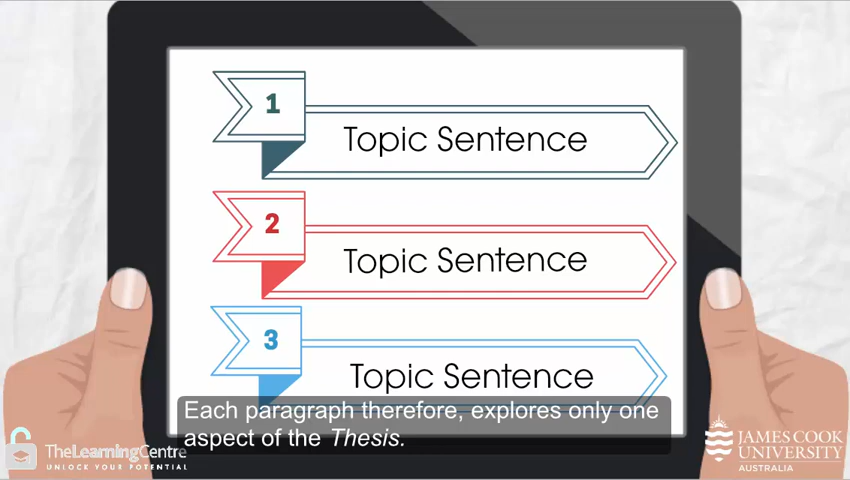 1
Topic Sentence
2
Topic Sentence
3
Topic Sentence
Each paragraph therefore, explores only one
aspect of the Thesis.
TheLearningCentre
UNLOCK YOUR POTENTIAL
JAMES COOK
UNIVERSITY
AUSTRALIA